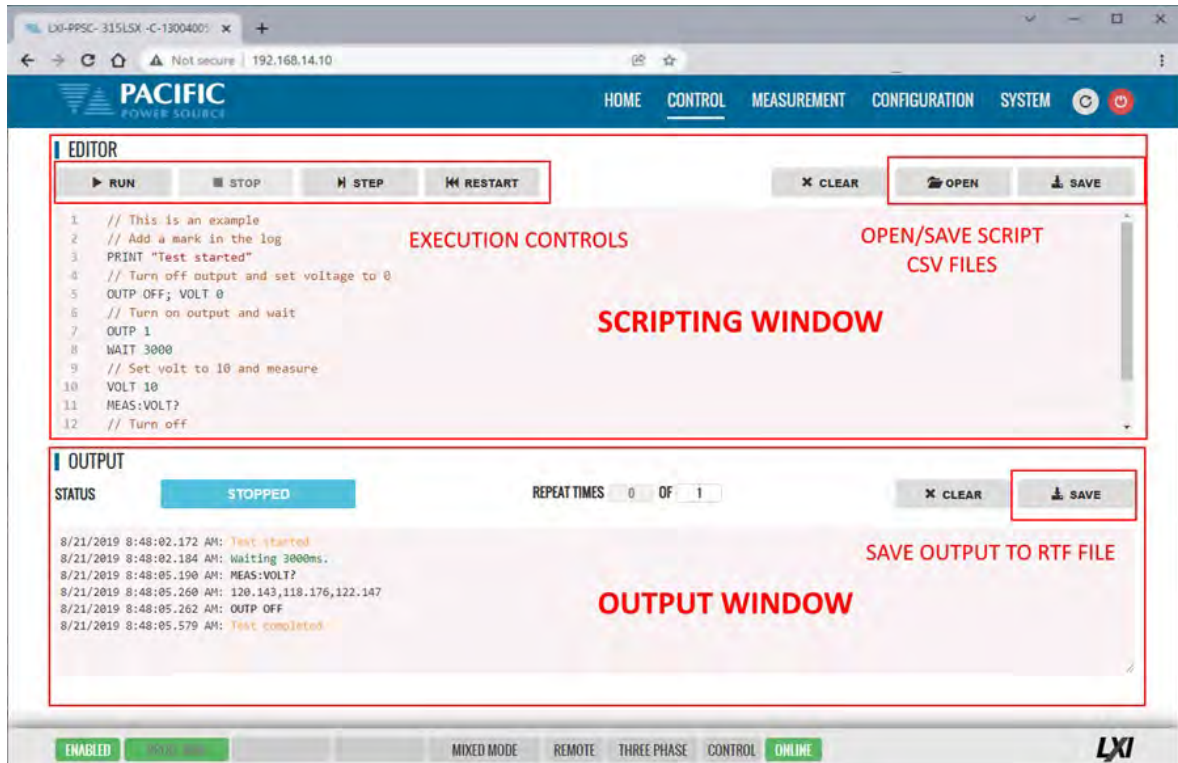 LXI-PPSC- 315LSX -C-13004005
Not secure 192.168.14.10
PACIFIC
POWER SOURCE
HOME CONTROL MEASUREMENT CONFIGURATION SYSTEM
EDITOR
RUN STOP STEP RESTART CLEAR OPEN SAVE
1 // This is an example
2 // Add a mark in the log
3 PRINT "Test started"
4 // Turn off output and set voltage to 0
5 OUTP OFF; VOLT 0
6 // Turn on output and wait
7 OUTP 1
8 WAIT 3000
9 // Set volt to 10 and measure
10 VOLT 10
11 MEAS:VOLT?
12 // Turn off
EXECUTION CONTROLS
OPEN/SAVE SCRIPT
CSV FILES
SCRIPTING WINDOW
OUTPUT
STATUS STOPPED REPEAT TIMES 0 OF 1 CLEAR SAVE
8/21/2019 8:48:02.172 AM: Test started
8/21/2019 8:48:02.184 AM: Waiting 3000ms.
8/21/2019 8:48:05.190 AM: MEAS:VOLT?
8/21/2019 8:48:05.260 AM: 120.143,118.176,122.147
8/21/2019 8:48:05.262 AM: OUTP OFF
8/21/2019 8:48:05.579 AM: Test completed
SAVE OUTPUT TO RTF FILE
OUTPUT WINDOW
ENABLED MIXED MODE REMOTE THREE PHASE CONTROL ONLINE LXI